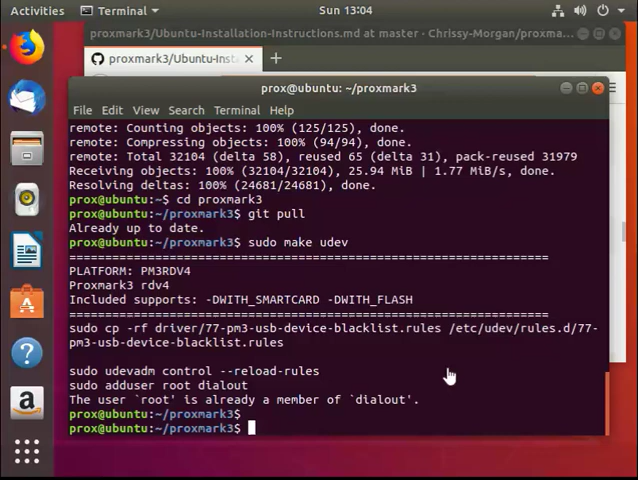 Activities Terminal Sun 13:04
proxmark3/Ubuntu-Installation-Instructions.md at master · Chrissy-Morgan/proxma...
proxmark3/Ubuntu-Insta
prox@ubuntu: ~/proxmark3
File Edit View Search Terminal Help
remote: Counting objects: 100% (125/125), done.
remote: Compressing objects: 100% (94/94), done.
remote: Total 32104 (delta 58), reused 65 (delta 31), pack-reused 31979
Receiving objects: 100% (32104/32104), 25.94 MiB | 1.77 MiB/s, done.
Resolving deltas: 100% (24681/24681), done.
prox@ubuntu:~$ cd proxmark3
prox@ubuntu:~/proxmark3$ git pull
Already up to date.
prox@ubuntu:~/proxmark3$ sudo make udev
===================================================================
PLATFORM: PM3RDV4
Proxmark3 rdv4
Included supports: -DWITH_SMARTCARD -DWITH_FLASH
===================================================================
sudo cp -rf driver/77-pm3-usb-device-blacklist.rules /etc/udev/rules.d/77-
pm3-usb-device-blacklist.rules
sudo udevadm control --reload-rules
sudo adduser root dialout
The user `root' is already a member of `dialout'.
prox@ubuntu:~/proxmark3$
prox@ubuntu:~/proxmark3$